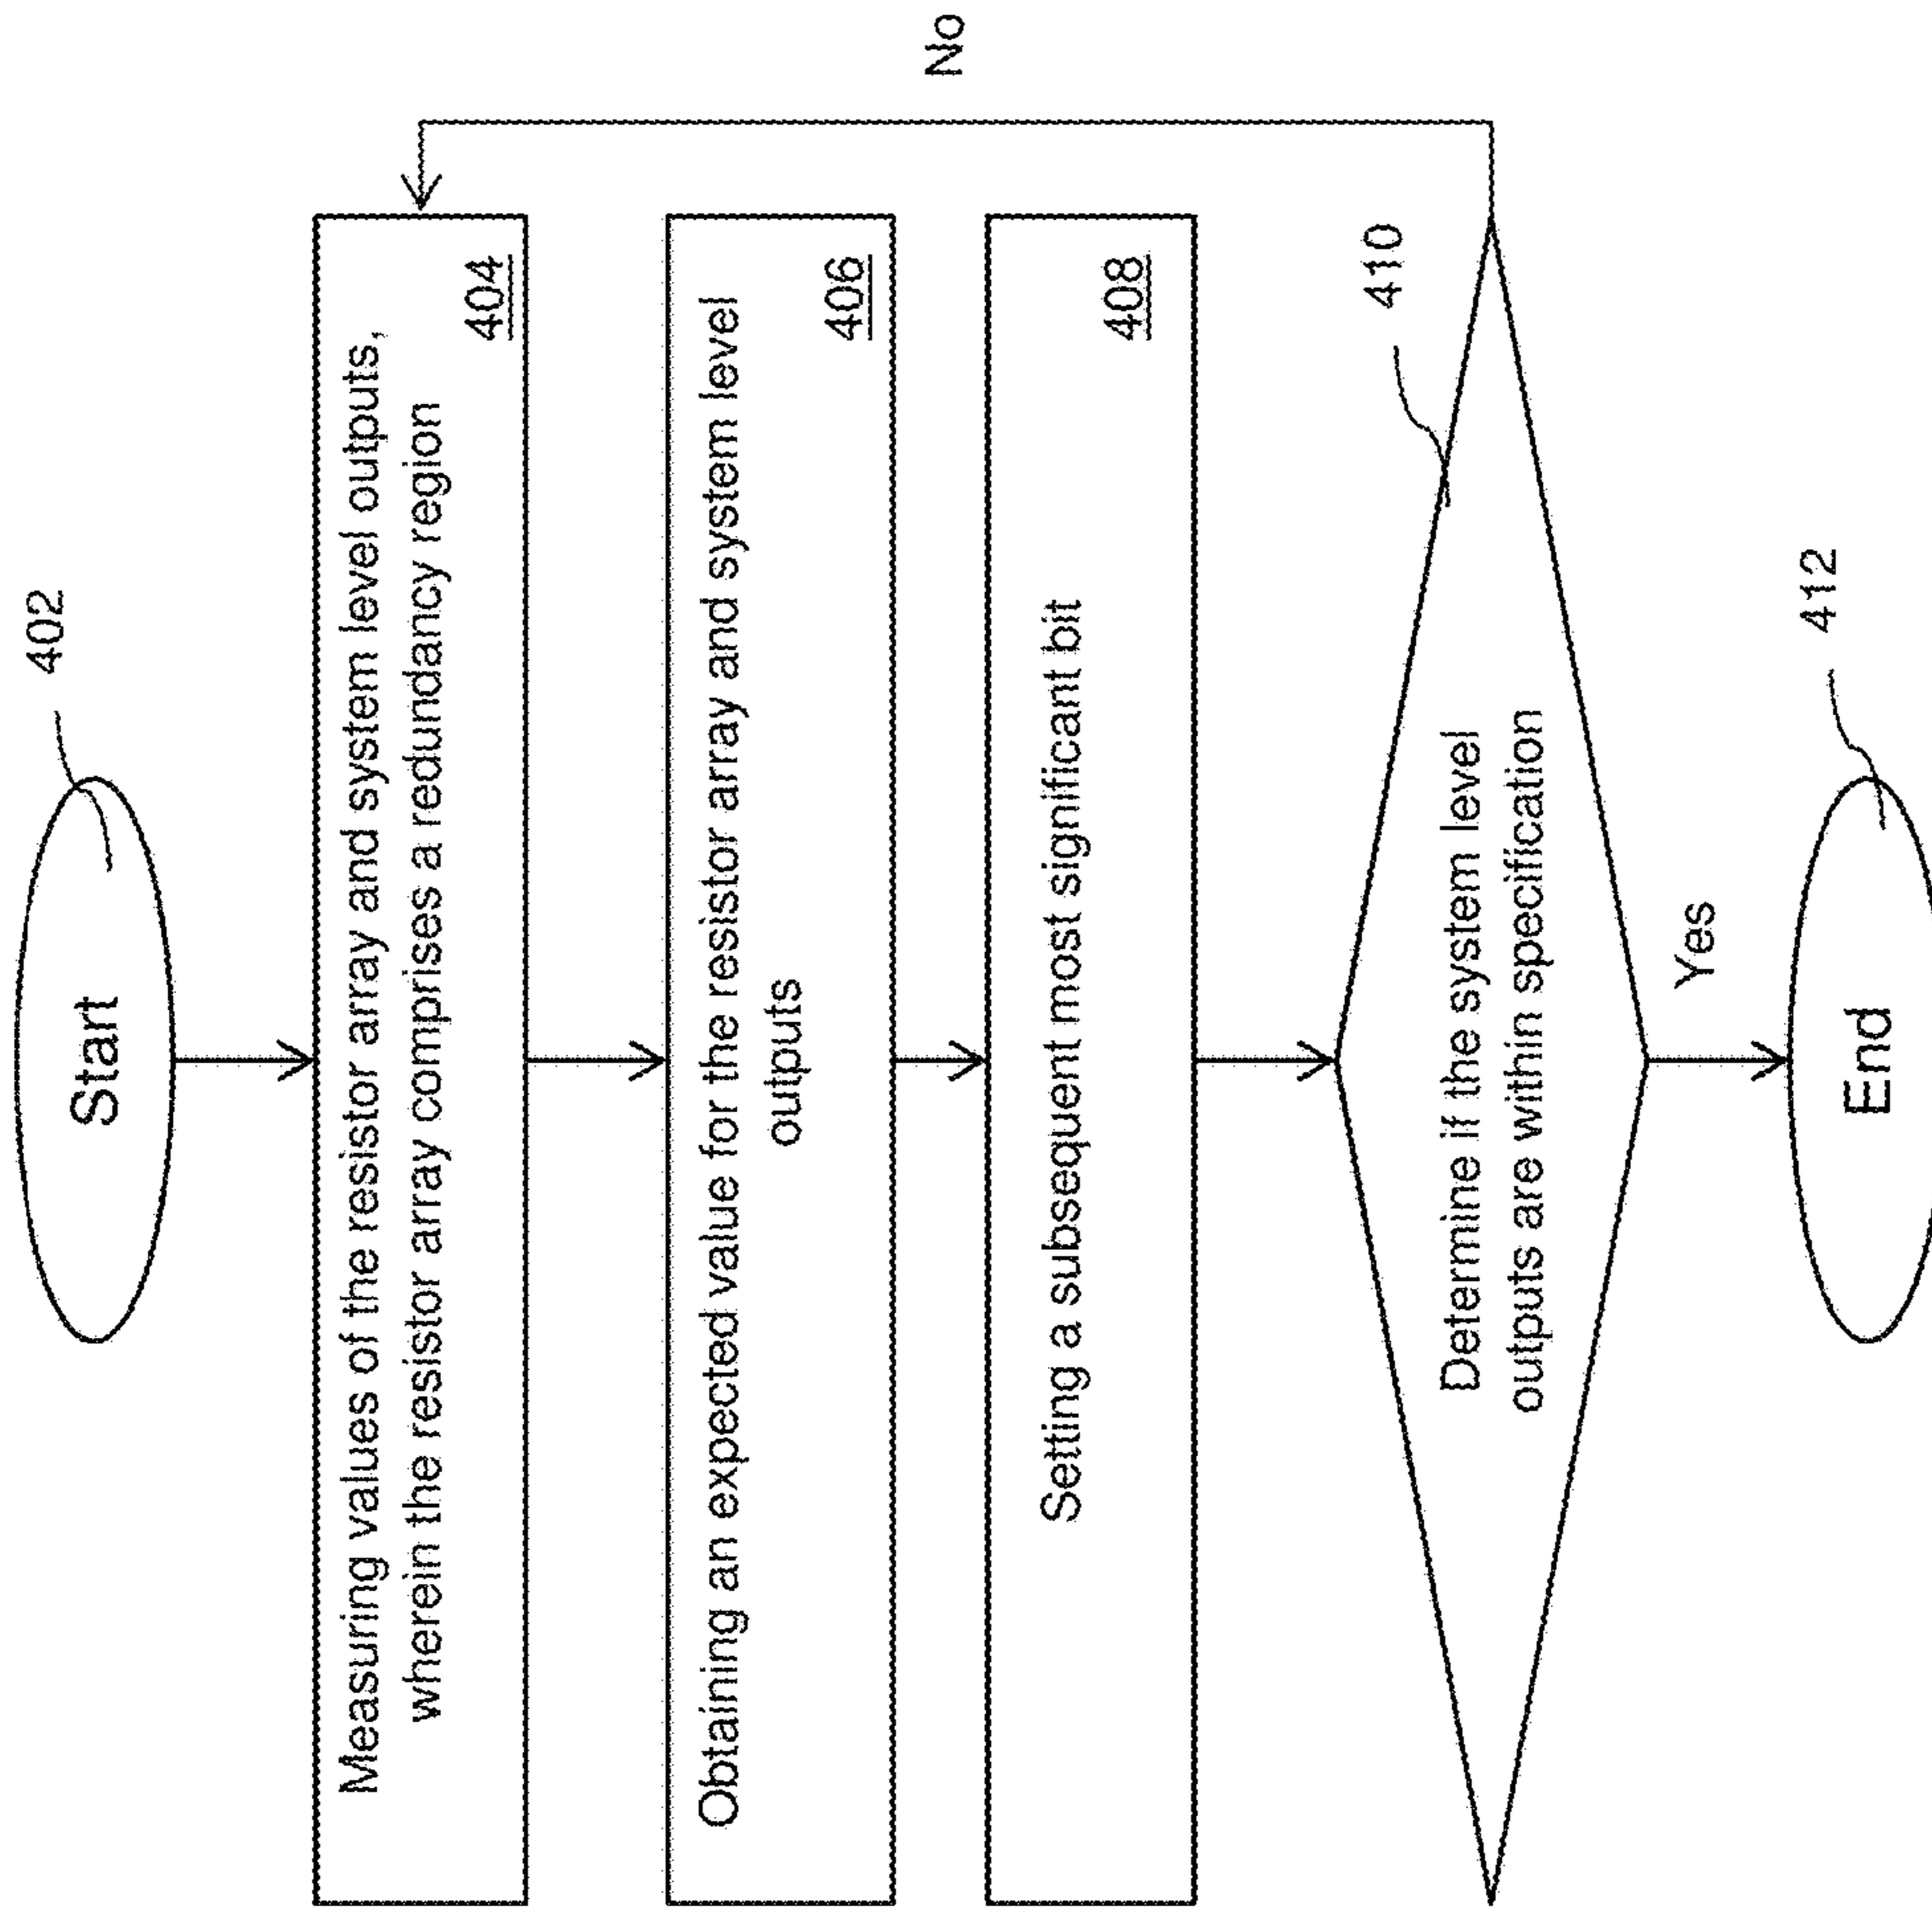 402
Start
Measuring values of the resistor array and system level outputs,
wherein the resistor array comprises a redundancy region
404
Obtaining an expected value for the resistor array and system level
outputs
406
Setting a subsequent most significant bit
408
No
410
Determine if the system level
outputs are within specification
Yes
412
End